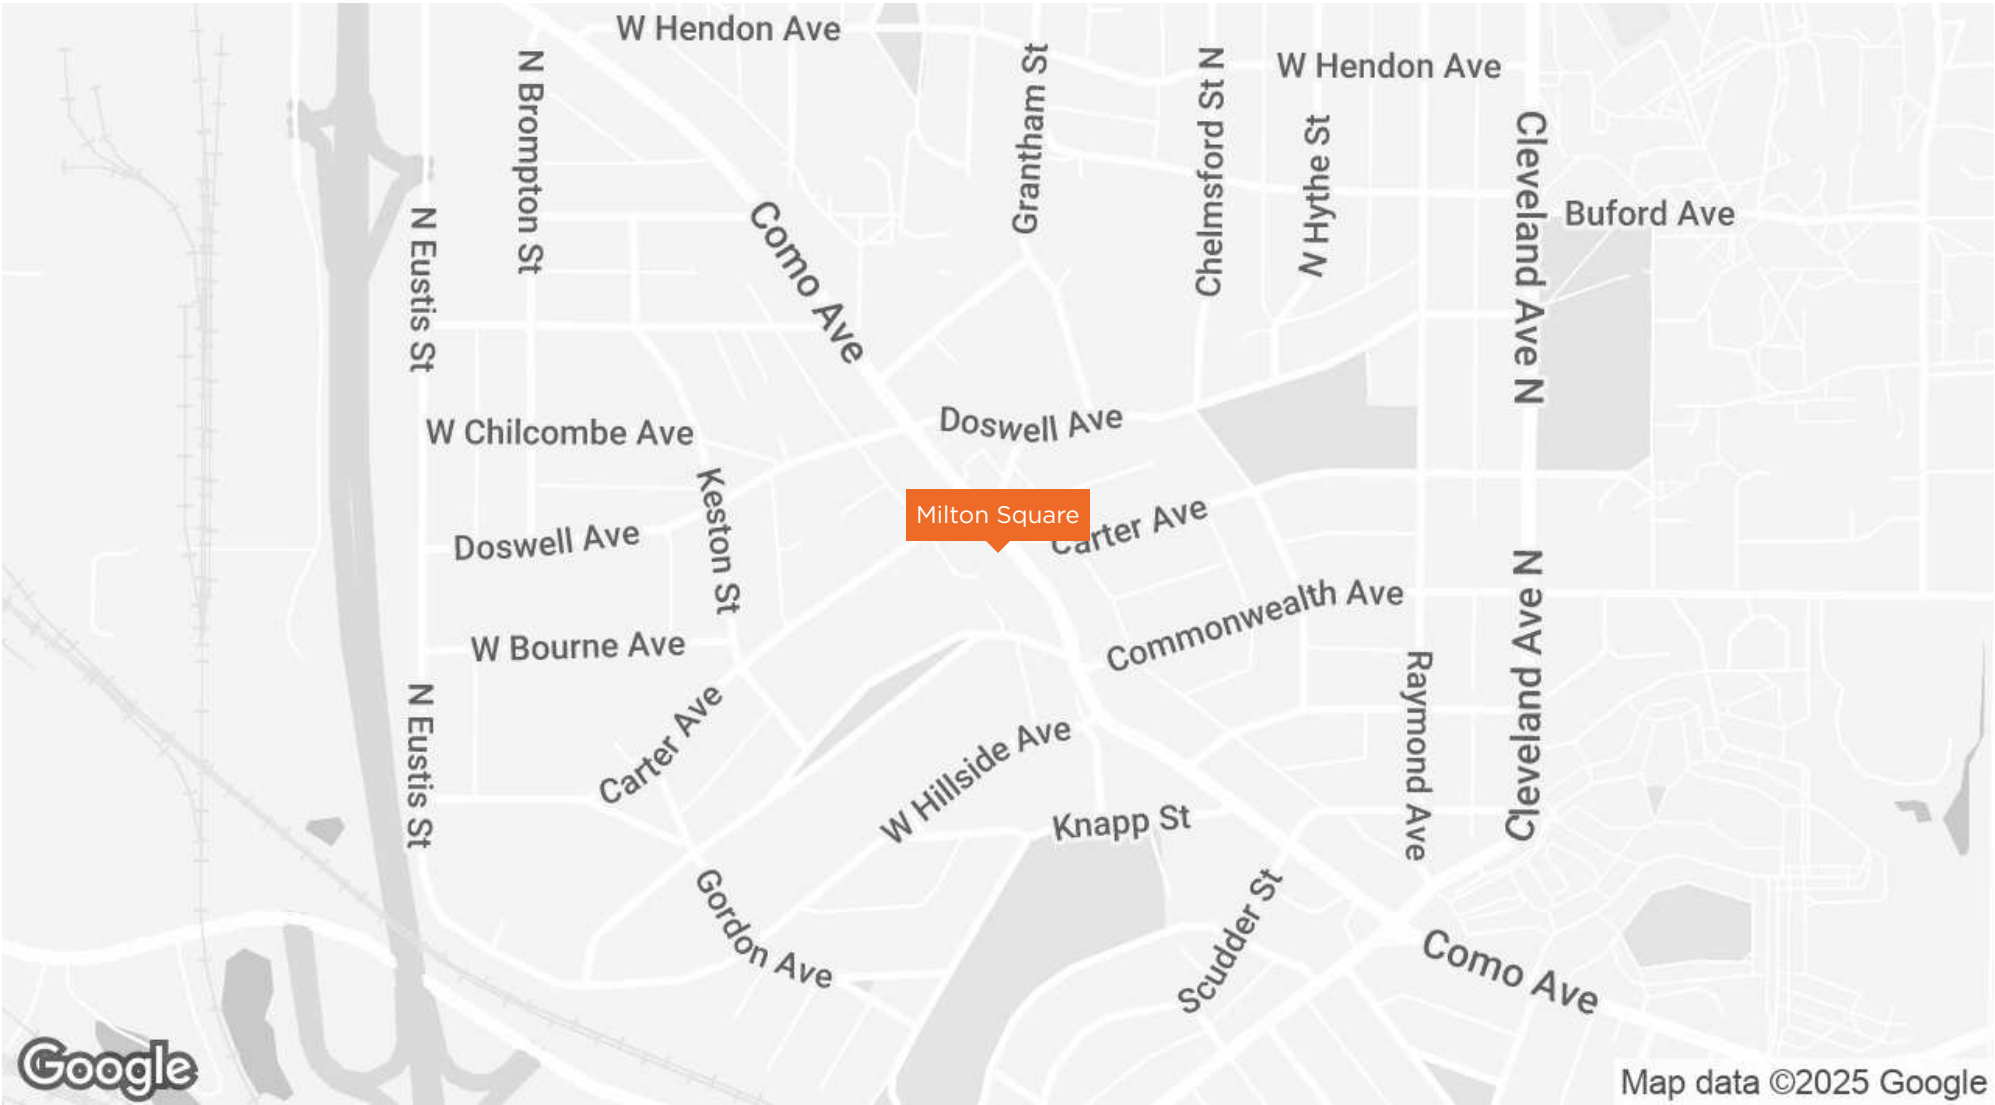 W Hendon Ave
W Hendon Ave
N Brompton St
Grantham St
Chelmsford St N
N Hythe St
Cleveland Ave N
Buford Ave
N Eustis St
Como Ave
W Chilcombe Ave
Doswell Ave
Keston St
Milton Square
Carter Ave
Doswell Ave
Commonwealth Ave
Cleveland Ave N
W Bourne Ave
N Eustis St
Carter Ave
W Hillside Ave
Raymond Ave
Knapp St
Gordon Ave
Scudder St
Como Ave
Google
Map data ©2025 Google